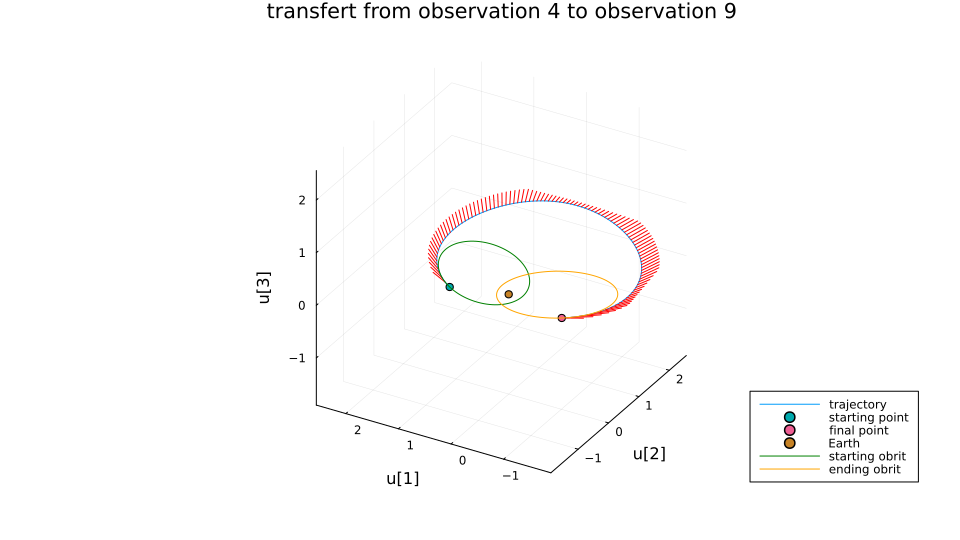 transfert from observation 4 to observation 9
2
1
0
−1
u[3]
2
1
0
−1
u[1]
2
1
0
−1
u[2]
trajectory
starting point
final point
Earth
starting obrit
ending obrit